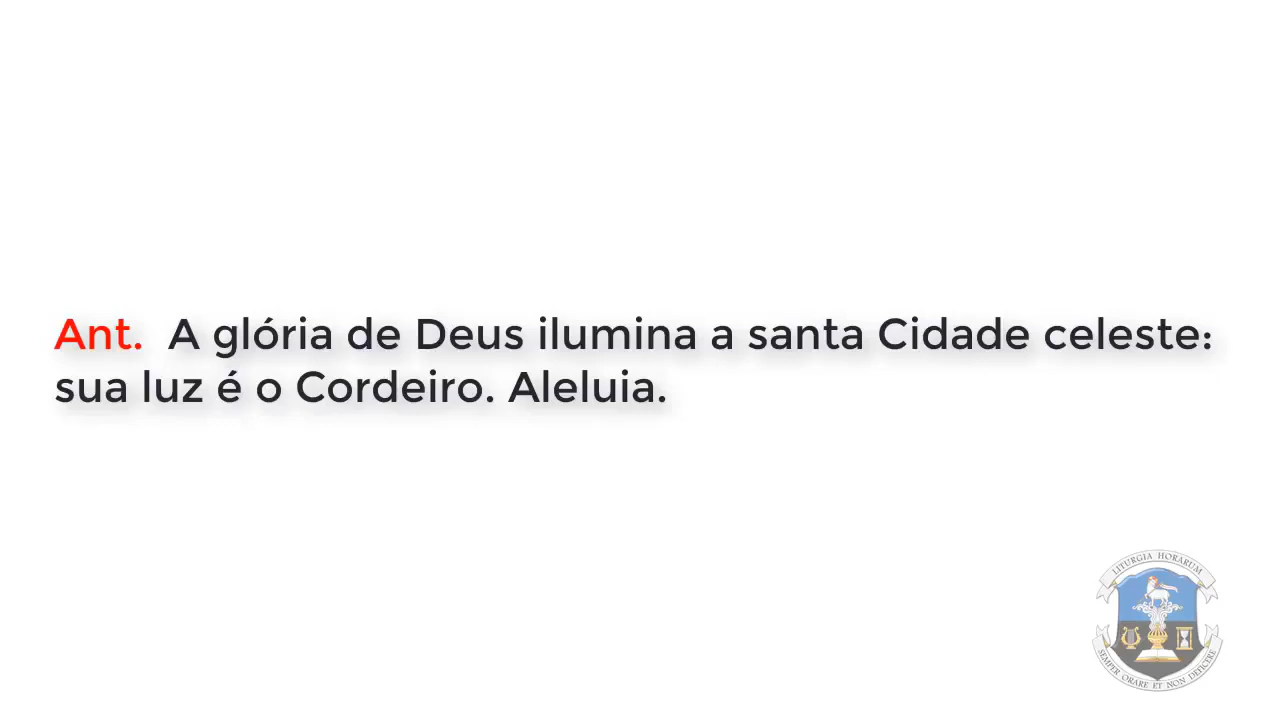 Ant. A glória de Deus ilumina a santa Cidade celeste:
sua luz é o Cordeiro. Aleluia.
LITURGIA HORARUM
SEMPER ORARE ET NON DEFICERE